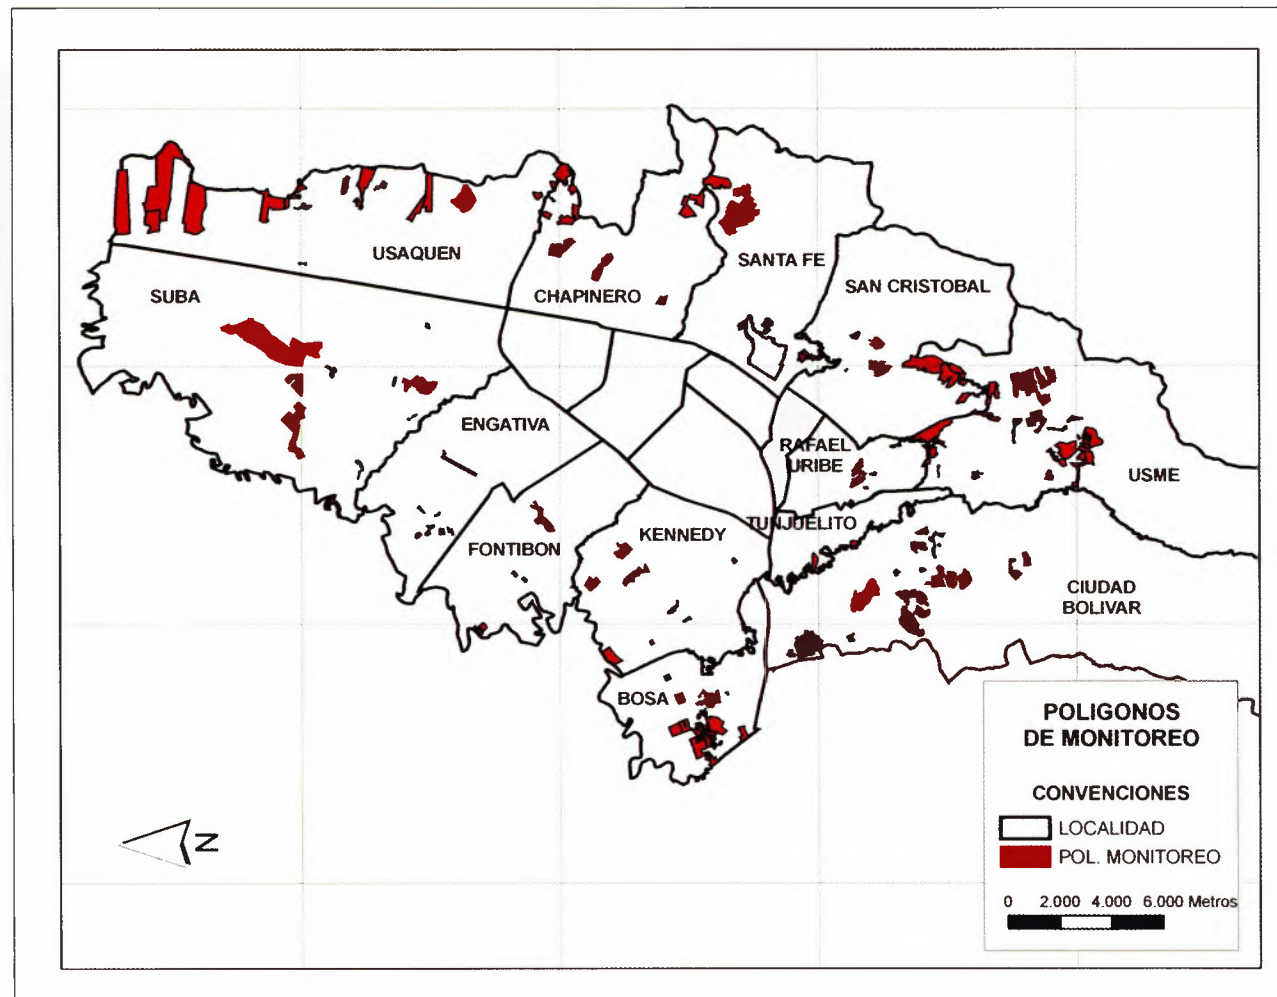 USAQUEN
SUBA
CHAPINERO
SANTA FE
SAN CRISTOBAL
ENGATIVA
RAFAEL
URIBE
USME
TUNJUELITO
KENNEDY
FONTIBON
CIUDAD
BOLIVAR
BOSA
POLIGONOS
DE MONITOREO
CONVENCIONES
LOCALIDAD
POL. MONITOREO
0 2.000 4.000 6.000 Metros
N